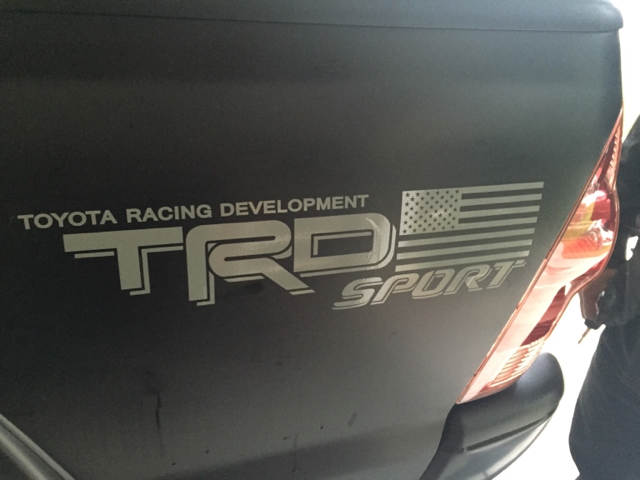 TOYOTA RACING DEVELOPMENT
TRD
SPORT